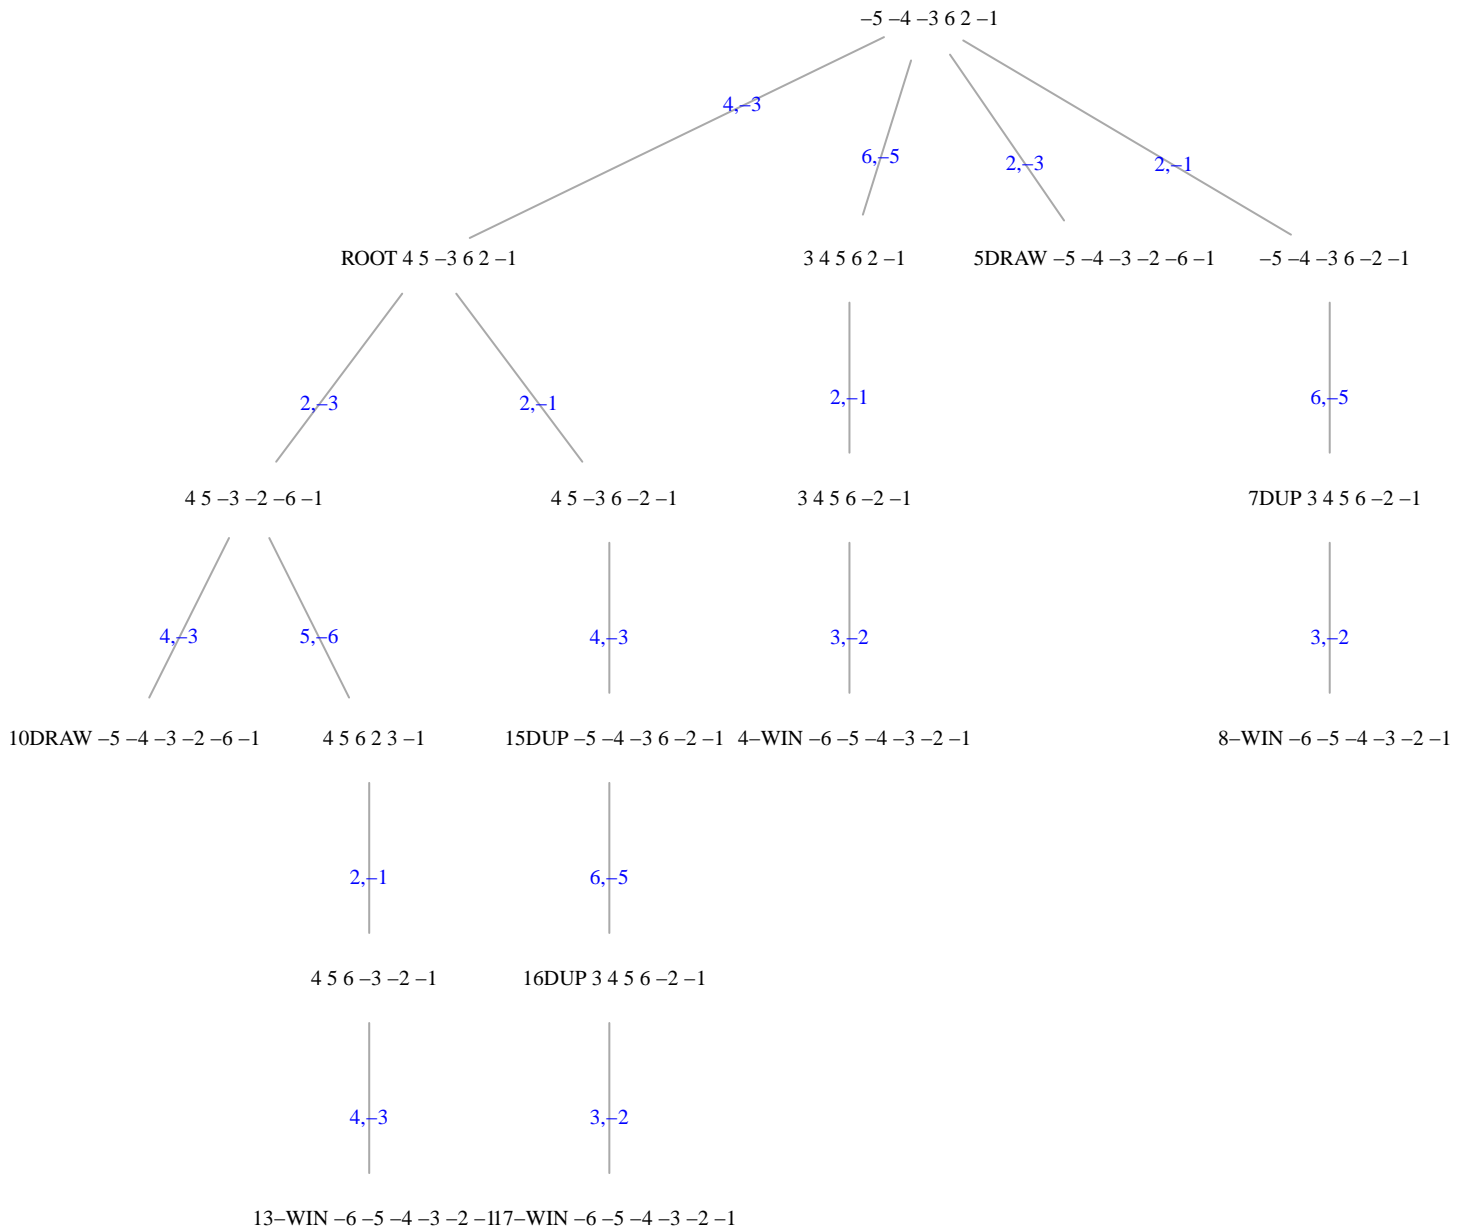 −5 −4 −3 6 2 −1
4,−3
6,−5
2,−3
2,−1
ROOT 4 5 −3 6 2 −1
3 4 5 6 2 −1
5DRAW −5 −4 −3 −2 −6 −1
−5 −4 −3 6 −2 −1
2,−3
2,−1
2,−1
6,−5
4 5 −3 −2 −6 −1
4 5 −3 6 −2 −1
3 4 5 6 −2 −1
7DUP 3 4 5 6 −2 −1
4,−3
5,−6
4,−3
3,−2
3,−2
10DRAW −5 −4 −3 −2 −6 −1
4 5 6 2 3 −1
15DUP −5 −4 −3 6 −2 −1
4−WIN −6 −5 −4 −3 −2 −1
8−WIN −6 −5 −4 −3 −2 −1
2,−1
6,−5
4 5 6 −3 −2 −1
16DUP 3 4 5 6 −2 −1
4,−3
3,−2
13−WIN −6 −5 −4 −3 −2 −1
17−WIN −6 −5 −4 −3 −2 −1